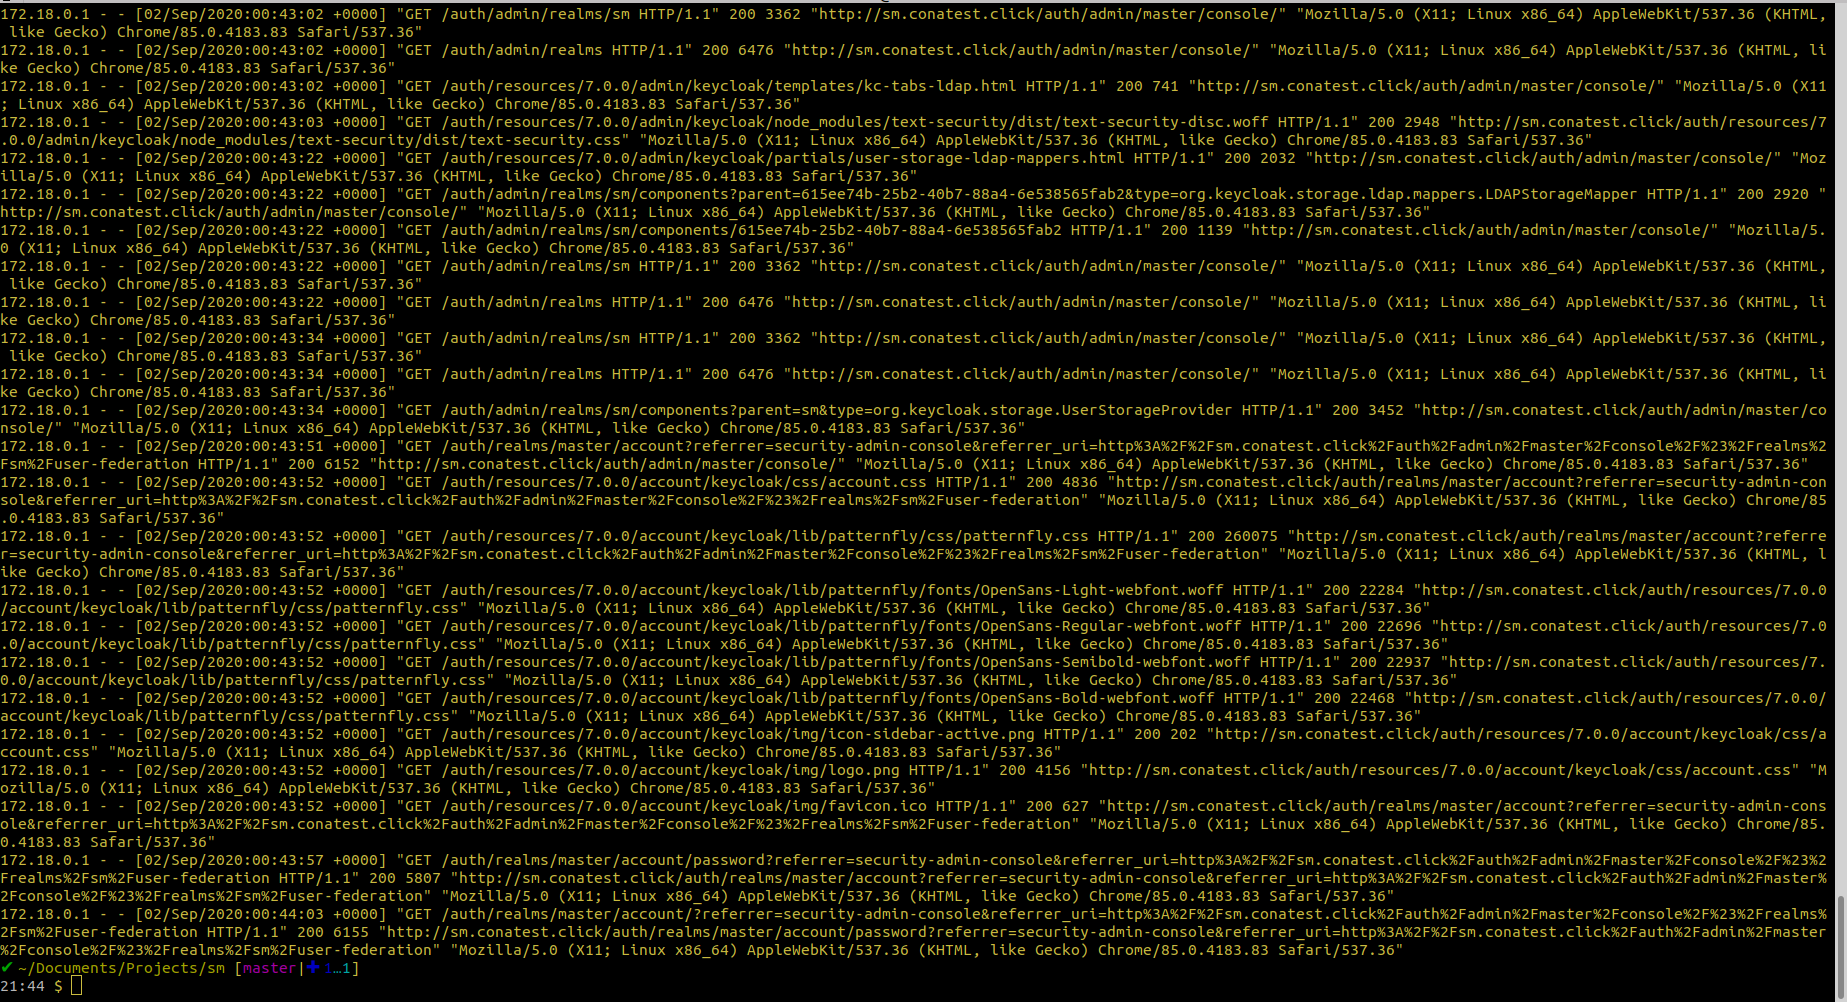 172.18.0.1 - - [02/Sep/2020:00:43:02 +0000] "GET /auth/admin/realms/sm HTTP/1.1" 200 3362 "http://sm.conatest.click/auth/admin/master/console/" "Mozilla/5.0 (X11; Linux x86_64) AppleWebKit/537.36 (KHTML,
 like Gecko) Chrome/85.0.4183.83 Safari/537.36"
172.18.0.1 - - [02/Sep/2020:00:43:02 +0000] "GET /auth/admin/realms HTTP/1.1" 200 6476 "http://sm.conatest.click/auth/admin/master/console/" "Mozilla/5.0 (X11; Linux x86_64) AppleWebKit/537.36 (KHTML, li
ke Gecko) Chrome/85.0.4183.83 Safari/537.36"
172.18.0.1 - - [02/Sep/2020:00:43:02 +0000] "GET /auth/resources/7.0.0/admin/keycloak/templates/kc-tabs-ldap.html HTTP/1.1" 200 741 "http://sm.conatest.click/auth/admin/master/console/" "Mozilla/5.0 (X11
; Linux x86_64) AppleWebKit/537.36 (KHTML, like Gecko) Chrome/85.0.4183.83 Safari/537.36"
172.18.0.1 - - [02/Sep/2020:00:43:03 +0000] "GET /auth/resources/7.0.0/admin/keycloak/node_modules/text-security/dist/text-security-disc.woff HTTP/1.1" 200 2948 "http://sm.conatest.click/auth/resources/7
.0.0/admin/keycloak/node_modules/text-security/dist/text-security.css" "Mozilla/5.0 (X11; Linux x86_64) AppleWebKit/537.36 (KHTML, like Gecko) Chrome/85.0.4183.83 Safari/537.36"
172.18.0.1 - - [02/Sep/2020:00:43:22 +0000] "GET /auth/resources/7.0.0/admin/keycloak/partials/user-storage-ldap-mappers.html HTTP/1.1" 200 2032 "http://sm.conatest.click/auth/admin/master/console/" "Moz
illa/5.0 (X11; Linux x86_64) AppleWebKit/537.36 (KHTML, like Gecko) Chrome/85.0.4183.83 Safari/537.36"
172.18.0.1 - - [02/Sep/2020:00:43:22 +0000] "GET /auth/admin/realms/sm/components?parent=615ee74b-25b2-40b7-88a4-6e538565fab2&type=org.keycloak.storage.ldap.mappers.LDAPStorageMapper HTTP/1.1" 200 2920 "
http://sm.conatest.click/auth/admin/master/console/" "Mozilla/5.0 (X11; Linux x86_64) AppleWebKit/537.36 (KHTML, like Gecko) Chrome/85.0.4183.83 Safari/537.36"
172.18.0.1 - - [02/Sep/2020:00:43:22 +0000] "GET /auth/admin/realms/sm/components/615ee74b-25b2-40b7-88a4-6e538565fab2 HTTP/1.1" 200 1139 "http://sm.conatest.click/auth/admin/master/console/" "Mozilla/5.
0 (X11; Linux x86_64) AppleWebKit/537.36 (KHTML, like Gecko) Chrome/85.0.4183.83 Safari/537.36"
172.18.0.1 - - [02/Sep/2020:00:43:22 +0000] "GET /auth/admin/realms/sm HTTP/1.1" 200 3362 "http://sm.conatest.click/auth/admin/master/console/" "Mozilla/5.0 (X11; Linux x86_64) AppleWebKit/537.36 (KHTML,
 like Gecko) Chrome/85.0.4183.83 Safari/537.36"
172.18.0.1 - - [02/Sep/2020:00:43:22 +0000] "GET /auth/admin/realms HTTP/1.1" 200 6476 "http://sm.conatest.click/auth/admin/master/console/" "Mozilla/5.0 (X11; Linux x86_64) AppleWebKit/537.36 (KHTML, li
ke Gecko) Chrome/85.0.4183.83 Safari/537.36"
172.18.0.1 - - [02/Sep/2020:00:43:34 +0000] "GET /auth/admin/realms/sm HTTP/1.1" 200 3362 "http://sm.conatest.click/auth/admin/master/console/" "Mozilla/5.0 (X11; Linux x86_64) AppleWebKit/537.36 (KHTML,
 like Gecko) Chrome/85.0.4183.83 Safari/537.36"
172.18.0.1 - - [02/Sep/2020:00:43:34 +0000] "GET /auth/admin/realms HTTP/1.1" 200 6476 "http://sm.conatest.click/auth/admin/master/console/" "Mozilla/5.0 (X11; Linux x86_64) AppleWebKit/537.36 (KHTML, li
ke Gecko) Chrome/85.0.4183.83 Safari/537.36"
172.18.0.1 - - [02/Sep/2020:00:43:34 +0000] "GET /auth/admin/realms/sm/components?parent=sm&type=org.keycloak.storage.UserStorageProvider HTTP/1.1" 200 3452 "http://sm.conatest.click/auth/admin/master/co
nsole/" "Mozilla/5.0 (X11; Linux x86_64) AppleWebKit/537.36 (KHTML, like Gecko) Chrome/85.0.4183.83 Safari/537.36"
172.18.0.1 - - [02/Sep/2020:00:43:51 +0000] "GET /auth/realms/master/account?referrer=security-admin-console&referrer_uri=http%3A%2F%2Fsm.conatest.click%2Fauth%2Fadmin%2Fmaster%2Fconsole%2F%23%2Frealms%2
Fsm%2Fuser-federation HTTP/1.1" 200 6152 "http://sm.conatest.click/auth/admin/master/console/" "Mozilla/5.0 (X11; Linux x86_64) AppleWebKit/537.36 (KHTML, like Gecko) Chrome/85.0.4183.83 Safari/537.36"
172.18.0.1 - - [02/Sep/2020:00:43:52 +0000] "GET /auth/resources/7.0.0/account/keycloak/css/account.css HTTP/1.1" 200 4836 "http://sm.conatest.click/auth/realms/master/account?referrer=security-admin-con
sole&referrer_uri=http%3A%2F%2Fsm.conatest.click%2Fauth%2Fadmin%2Fmaster%2Fconsole%2F%23%2Frealms%2Fsm%2Fuser-federation" "Mozilla/5.0 (X11; Linux x86_64) AppleWebKit/537.36 (KHTML, like Gecko) Chrome/85
.0.4183.83 Safari/537.36"
172.18.0.1 - - [02/Sep/2020:00:43:52 +0000] "GET /auth/resources/7.0.0/account/keycloak/lib/patternfly/css/patternfly.css HTTP/1.1" 200 260075 "http://sm.conatest.click/auth/realms/master/account?referre
r=security-admin-console&referrer_uri=http%3A%2F%2Fsm.conatest.click%2Fauth%2Fadmin%2Fmaster%2Fconsole%2F%23%2Frealms%2Fsm%2Fuser-federation" "Mozilla/5.0 (X11; Linux x86_64) AppleWebKit/537.36 (KHTML, l
ike Gecko) Chrome/85.0.4183.83 Safari/537.36"
172.18.0.1 - - [02/Sep/2020:00:43:52 +0000] "GET /auth/resources/7.0.0/account/keycloak/lib/patternfly/fonts/OpenSans-Light-webfont.woff HTTP/1.1" 200 22284 "http://sm.conatest.click/auth/resources/7.0.0
/account/keycloak/lib/patternfly/css/patternfly.css" "Mozilla/5.0 (X11; Linux x86_64) AppleWebKit/537.36 (KHTML, like Gecko) Chrome/85.0.4183.83 Safari/537.36"
172.18.0.1 - - [02/Sep/2020:00:43:52 +0000] "GET /auth/resources/7.0.0/account/keycloak/lib/patternfly/fonts/OpenSans-Regular-webfont.woff HTTP/1.1" 200 22696 "http://sm.conatest.click/auth/resources/7.0
.0/account/keycloak/lib/patternfly/css/patternfly.css" "Mozilla/5.0 (X11; Linux x86_64) AppleWebKit/537.36 (KHTML, like Gecko) Chrome/85.0.4183.83 Safari/537.36"
172.18.0.1 - - [02/Sep/2020:00:43:52 +0000] "GET /auth/resources/7.0.0/account/keycloak/lib/patternfly/fonts/OpenSans-Semibold-webfont.woff HTTP/1.1" 200 22937 "http://sm.conatest.click/auth/resources/7.
0.0/account/keycloak/lib/patternfly/css/patternfly.css" "Mozilla/5.0 (X11; Linux x86_64) AppleWebKit/537.36 (KHTML, like Gecko) Chrome/85.0.4183.83 Safari/537.36"
172.18.0.1 - - [02/Sep/2020:00:43:52 +0000] "GET /auth/resources/7.0.0/account/keycloak/lib/patternfly/fonts/OpenSans-Bold-webfont.woff HTTP/1.1" 200 22468 "http://sm.conatest.click/auth/resources/7.0.0/
account/keycloak/lib/patternfly/css/patternfly.css" "Mozilla/5.0 (X11; Linux x86_64) AppleWebKit/537.36 (KHTML, like Gecko) Chrome/85.0.4183.83 Safari/537.36"
172.18.0.1 - - [02/Sep/2020:00:43:52 +0000] "GET /auth/resources/7.0.0/account/keycloak/img/icon-sidebar-active.png HTTP/1.1" 200 202 "http://sm.conatest.click/auth/resources/7.0.0/account/keycloak/css/a
ccount.css" "Mozilla/5.0 (X11; Linux x86_64) AppleWebKit/537.36 (KHTML, like Gecko) Chrome/85.0.4183.83 Safari/537.36"
172.18.0.1 - - [02/Sep/2020:00:43:52 +0000] "GET /auth/resources/7.0.0/account/keycloak/img/logo.png HTTP/1.1" 200 4156 "http://sm.conatest.click/auth/resources/7.0.0/account/keycloak/css/account.css" "M
ozilla/5.0 (X11; Linux x86_64) AppleWebKit/537.36 (KHTML, like Gecko) Chrome/85.0.4183.83 Safari/537.36"
172.18.0.1 - - [02/Sep/2020:00:43:52 +0000] "GET /auth/resources/7.0.0/account/keycloak/img/favicon.ico HTTP/1.1" 200 627 "http://sm.conatest.click/auth/realms/master/account?referrer=security-admin-cons
ole&referrer_uri=http%3A%2F%2Fsm.conatest.click%2Fauth%2Fadmin%2Fmaster%2Fconsole%2F%23%2Frealms%2Fsm%2Fuser-federation" "Mozilla/5.0 (X11; Linux x86_64) AppleWebKit/537.36 (KHTML, like Gecko) Chrome/85.
0.4183.83 Safari/537.36"
172.18.0.1 - - [02/Sep/2020:00:43:57 +0000] "GET /auth/realms/master/account/password?referrer=security-admin-console&referrer_uri=http%3A%2F%2Fsm.conatest.click%2Fauth%2Fadmin%2Fmaster%2Fconsole%2F%23%2
Frealms%2Fsm%2Fuser-federation HTTP/1.1" 200 5807 "http://sm.conatest.click/auth/realms/master/account?referrer=security-admin-console&referrer_uri=http%3A%2F%2Fsm.conatest.click%2Fauth%2Fadmin%2Fmaster%
2Fconsole%2F%23%2Frealms%2Fsm%2Fuser-federation" "Mozilla/5.0 (X11; Linux x86_64) AppleWebKit/537.36 (KHTML, like Gecko) Chrome/85.0.4183.83 Safari/537.36"
172.18.0.1 - - [02/Sep/2020:00:44:03 +0000] "GET /auth/realms/master/account/?referrer=security-admin-console&referrer_uri=http%3A%2F%2Fsm.conatest.click%2Fauth%2Fadmin%2Fmaster%2Fconsole%2F%23%2Frealms%
2Fsm%2Fuser-federation HTTP/1.1" 200 6155 "http://sm.conatest.click/auth/realms/master/account/password?referrer=security-admin-console&referrer_uri=http%3A%2F%2Fsm.conatest.click%2Fauth%2Fadmin%2Fmaster
%2Fconsole%2F%23%2Frealms%2Fsm%2Fuser-federation" "Mozilla/5.0 (X11; Linux x86_64) AppleWebKit/537.36 (KHTML, like Gecko) Chrome/85.0.4183.83 Safari/537.36"
✔ ~/Documents/Projects/sm [master|✚ 1…1]
21:44 $